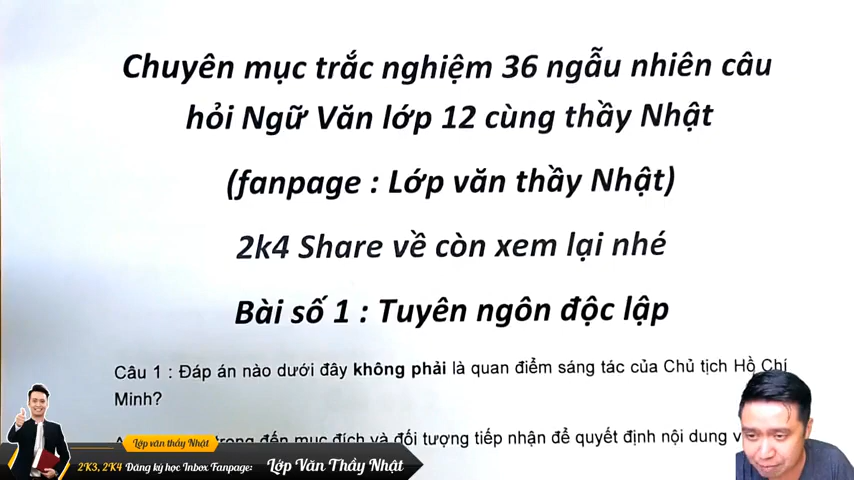 Chuyên mục trắc nghiệm 36 ngẫu nhiên câu
hỏi Ngữ Văn lớp 12 cùng thầy Nhật
(fanpage : Lớp văn thầy Nhật)
2k4 Share về còn xem lại nhé
Bài số 1 : Tuyên ngôn độc lập
Câu 1 : Đáp án nào dưới đây không phải là quan điểm sáng tác của Chủ tịch Hồ Chí
Minh?
trong đến mục đích và đối tượng tiếp nhận để quyết định nội dung
Lớp văn thầy Nhật
2K3, 2K4 Đăng ký học Inbox Fanpage: Lớp Văn Thầy Nhật